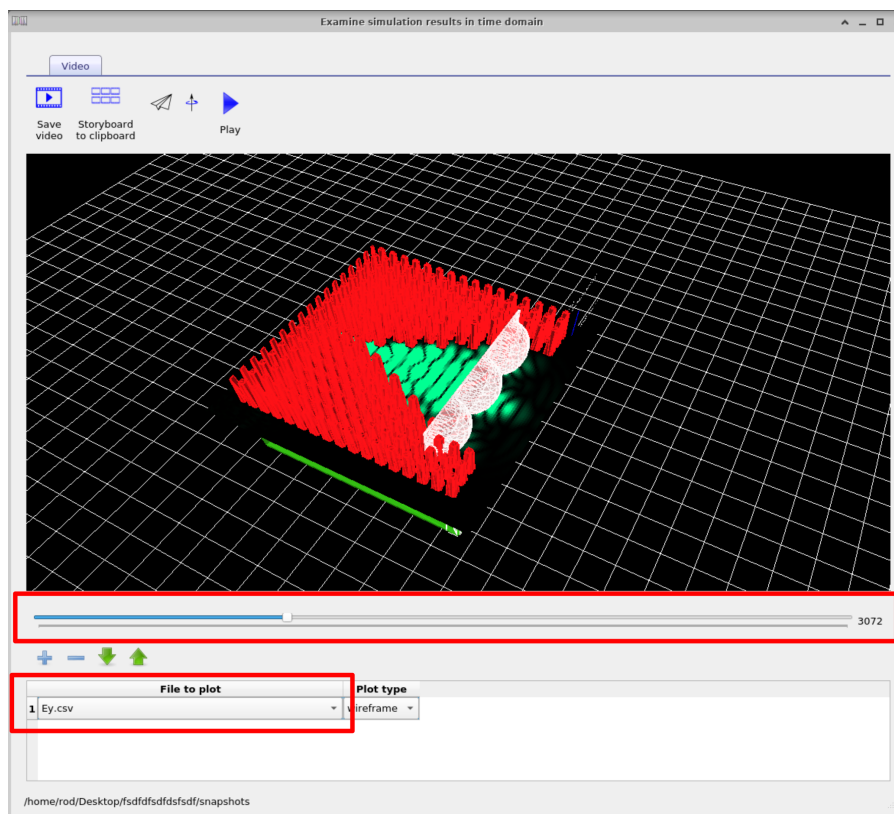 Examine simulation results in time domain
Video
Save video
Storyboard to clipboard
Play
3072
File to plot
Plot type
1 Ey.csv
wireframe
/home/rod/Desktop/fsdfdfsdfdsfsdf/snapshots